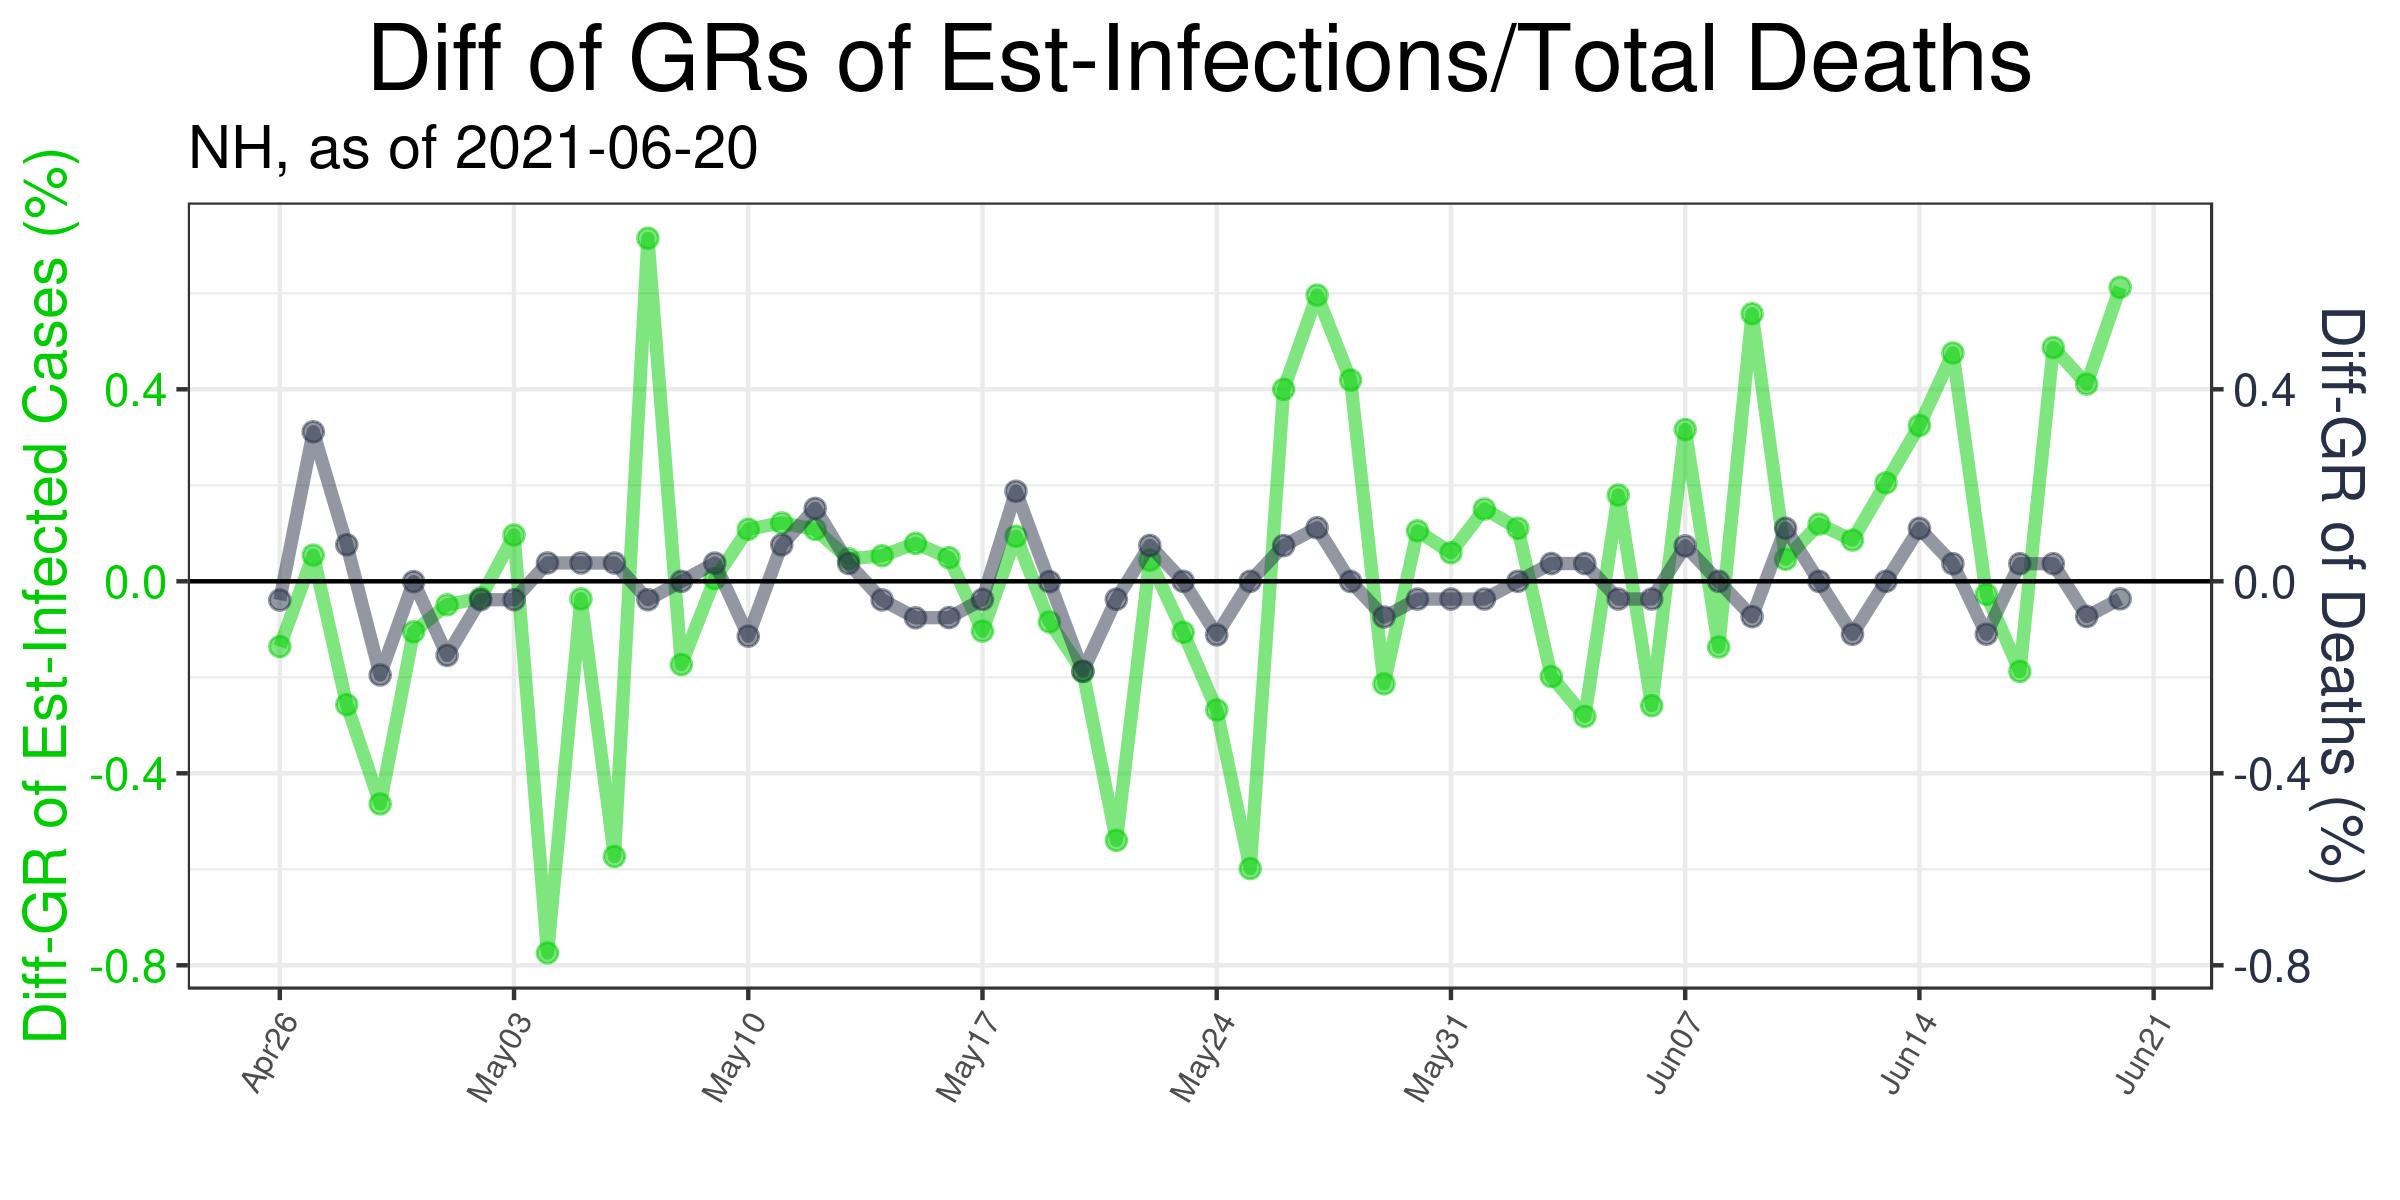 Diff of GRs of Est-Infections/Total Deaths
NH, as of 2021-06-20
Diff-GR of Est-Infected Cases (%)
0.4
0.0
-0.4
-0.8
0.4
0.0
-0.4
-0.8
Diff-GR of Deaths (%)
Apr26
May03
May10
May17
May24
May31
Jun07
Jun14
Jun21